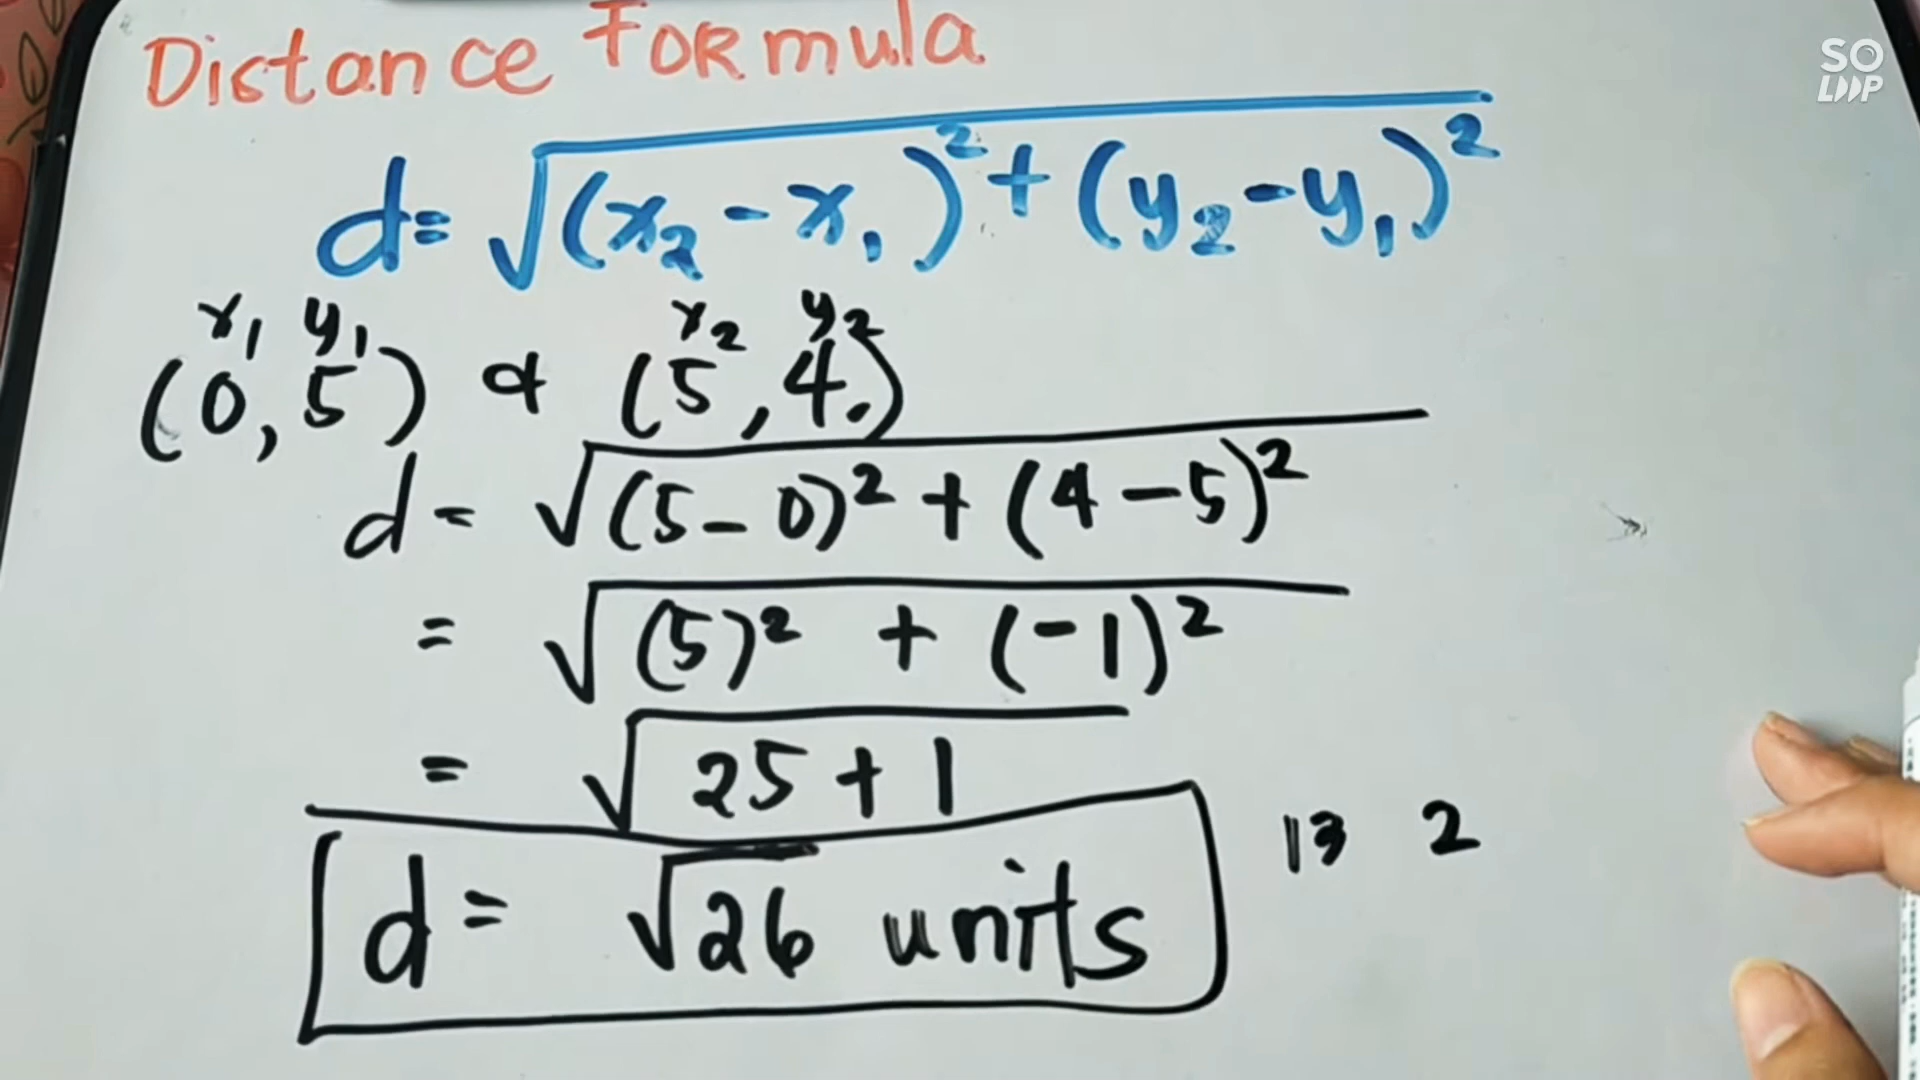 Distance Formula
SO
LOOP
d = √(x₂ - x₁)² + (y₂ - y₁)²
x₁ y₁ x₂ y₂
(0, 5) & (5, 4)
d = √(5 - 0)² + (4 - 5)²
= √(5)² + (-1)²
= √25 + 1
13 2
d = √26 units